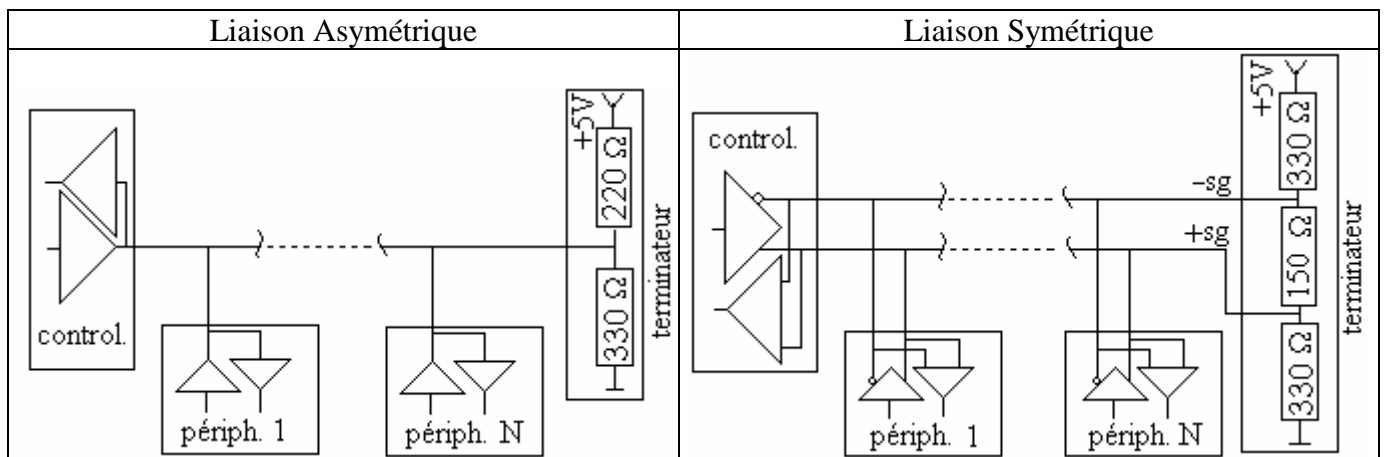 Liaison Asymétrique
Liaison Symétrique
control.
+5V
220 Ω
330 Ω
terminateur
périph. 1
périph. N
control.
–sg
+sg
+5V
330 Ω
150 Ω
330 Ω
terminateur
périph. 1
périph. N